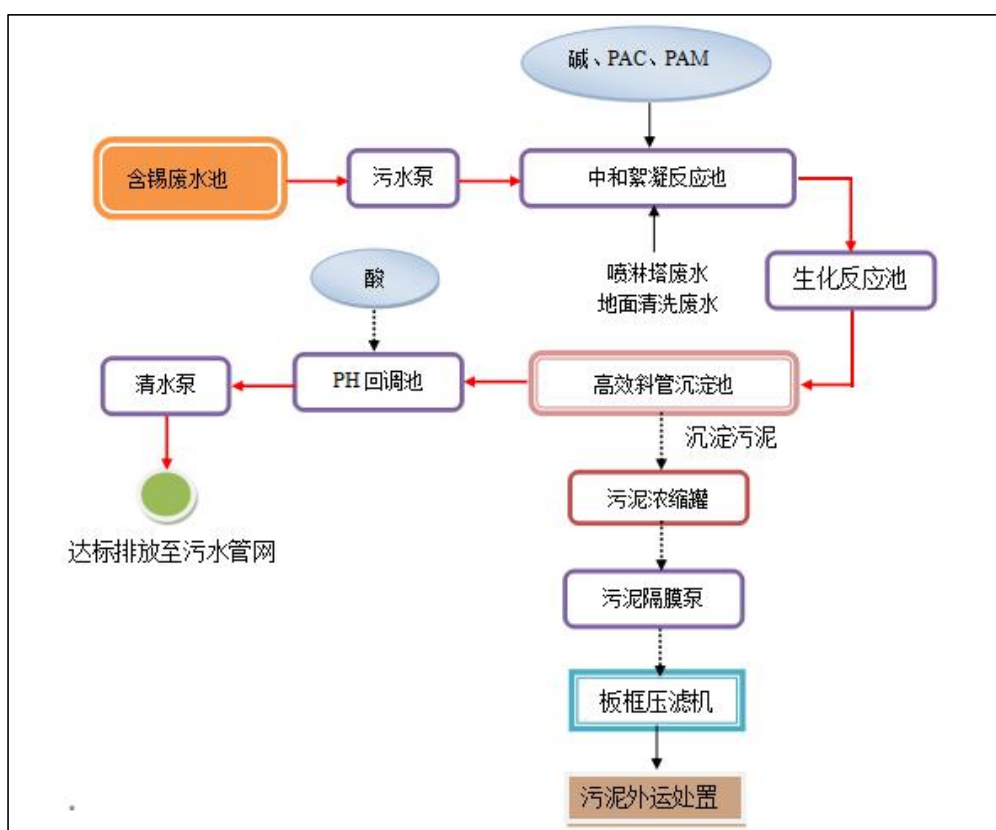 碱、PAC、PAM
含锡废水池
污水泵
中和絮凝反应池
喷淋塔废水
地面清洗废水
生化反应池
酸
清水泵
PH 回调池
高效斜管沉淀池
沉淀污泥
污泥浓缩罐
达标排放至污水管网
污泥隔膜泵
板框压滤机
污泥外运处置